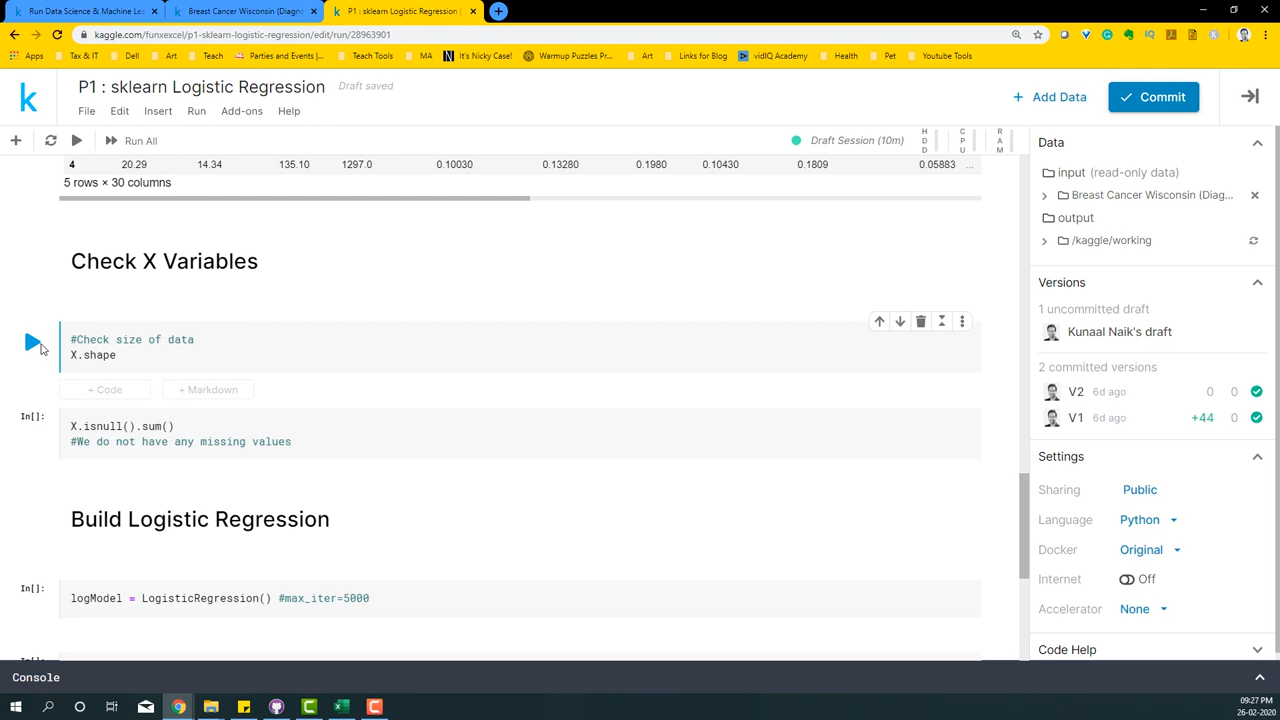 Run Data Science & Machine Le
Breast Cancer Wisconsin (Diagn
P1 : sklearn Logistic Regression
kaggle.com/funxexcel/p1-sklearn-logistic-regression/edit/run/28963901
Apps
Tax & IT
Dell
Art
Teach
Parties and Events |...
Teach Tools
MA
It's Nicky Case!
Warmup Puzzles Pr...
Art
Links for Blog
vidIQ Academy
Health
Pet
Youtube Tools
k
P1 : sklearn Logistic Regression
Draft saved
File Edit Insert Run Add-ons Help
+ Add Data
Commit
Run All
Draft Session (10m)
HDD
CPU
RAM
4 20.29 14.34 135.10 1297.0 0.10030 0.13280 0.1980 0.10430 0.1809 0.05883 ...
5 rows × 30 columns
Check X Variables
#Check size of data
X.shape
+ Code
+ Markdown
In[]:
X.isnull().sum()
#We do not have any missing values
Build Logistic Regression
In[]:
logModel = LogisticRegression() #max_iter=5000
In[]:
Console
Data
input (read-only data)
Breast Cancer Wisconsin (Diag...
output
/kaggle/working
Versions
1 uncommitted draft
Kunaal Naik's draft
2 committed versions
V2 6d ago 0 0
V1 6d ago +44 0
Settings
Sharing Public
Language Python
Docker Original
Internet Off
Accelerator None
Code Help
09:27 PM
26-02-2020